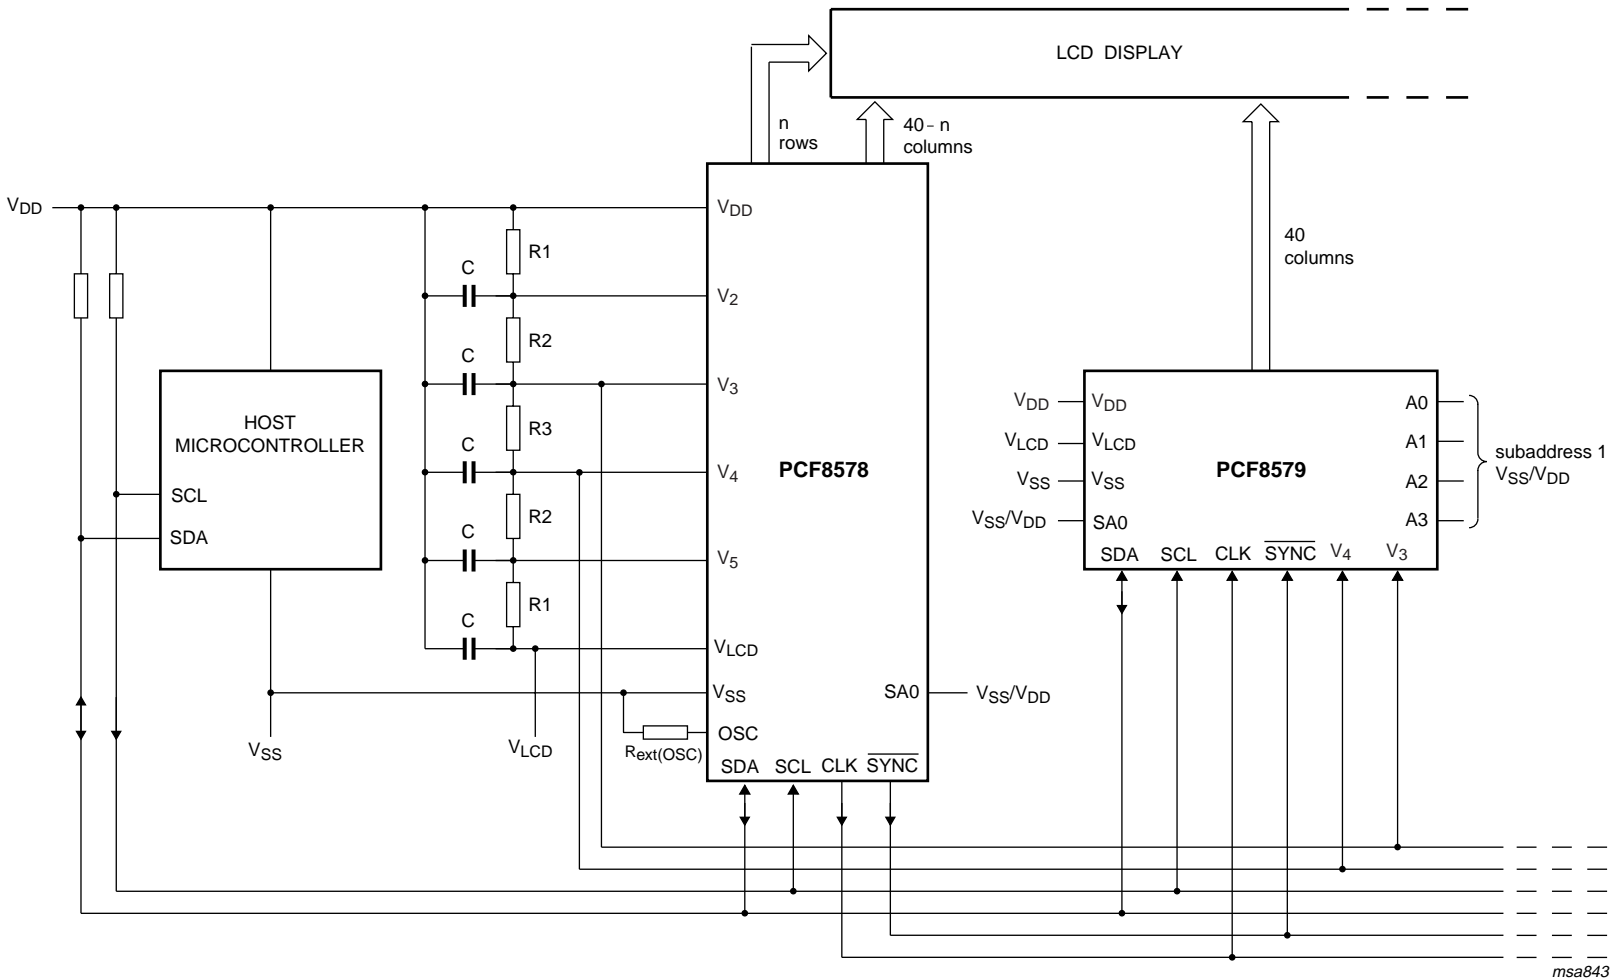 LCD DISPLAY
n
rows
40 - n
columns
VDD
VDD
R1
C
V2
R2
C
V3
R3
C
V4
R2
C
V5
R1
C
VLCD
HOST
MICROCONTROLLER
SCL
SDA
PCF8578
VSS
OSC
Rext(OSC)
VSS
VLCD
SA0
VSS/VDD
SDA SCL CLK SYNC
40
columns
VDD
VDD
VLCD
VLCD
VSS
VSS
VSS/VDD
SA0
PCF8579
A0
A1
A2
A3
subaddress 1
VSS/VDD
SDA SCL CLK SYNC V4 V3
msa843